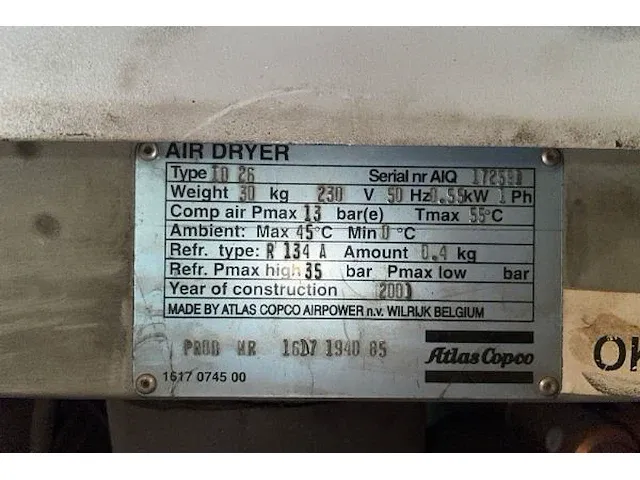 AIR DRYER
Type ID 26 Serial nr AIQ
Weight 30 kg 230 V 50 Hz 0.55 kW 1 Ph
Comp air Pmax 13 bar(e) Tmax 55°C
Ambient: Max 45°C Min 0 °C
Refr. type: R 134 A Amount 0.4 kg
Refr. Pmax high 35 bar Pmax low bar
Year of construction 2001
MADE BY ATLAS COPCO AIRPOWER n.v. WILRIJK BELGIUM
PROD NR 1617 1940 85
Atlas Copco
1617 0745 00